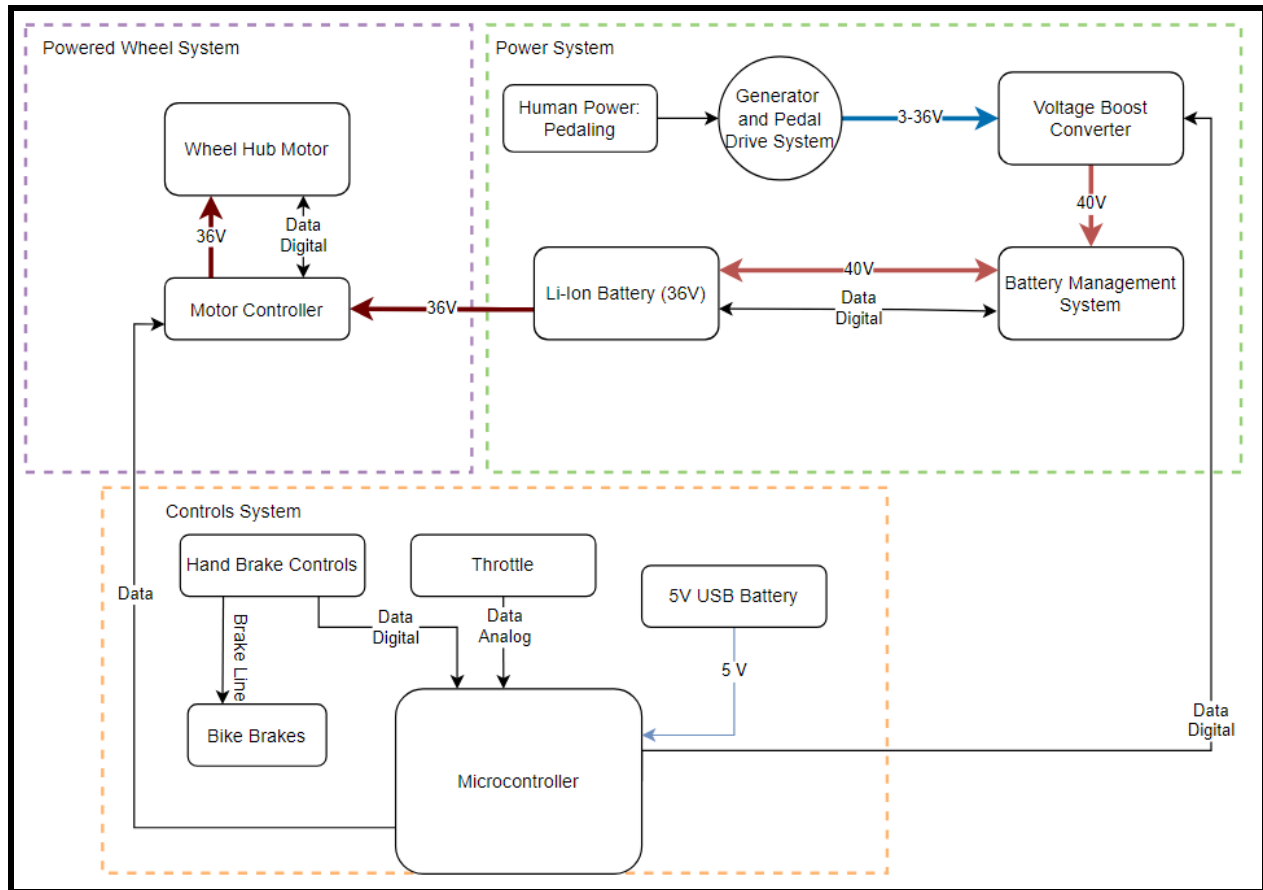 Powered Wheel System
Wheel Hub Motor
36V
Data
Digital
Motor Controller
Power System
Human Power:
Pedaling
Generator
and Pedal
Drive System
3-36V
Voltage Boost
Converter
40V
Li-Ion Battery (36V)
40V
Data
Digital
Battery Management
System
36V
Controls System
Hand Brake Controls
Throttle
5V USB Battery
Data
Brake Line
Data
Digital
Data
Analog
5 V
Bike Brakes
Microcontroller
Data
Digital